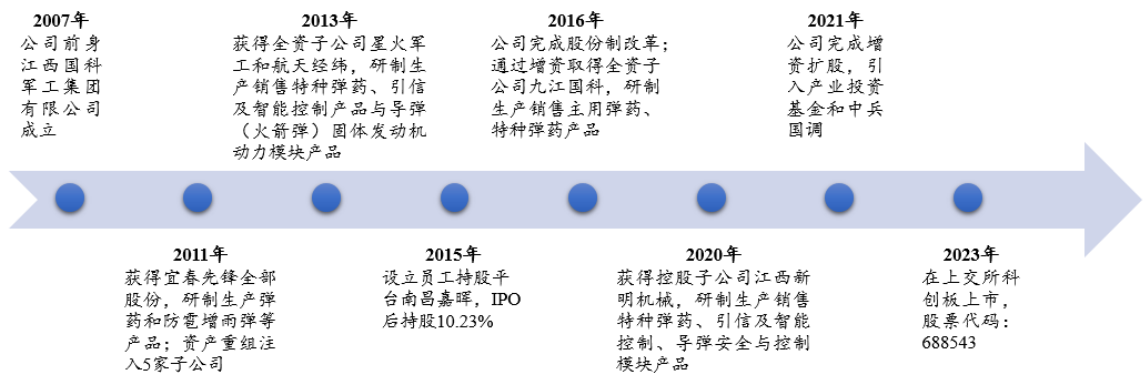 2007年
公司前身
江西国科
军工集团
有限公司
成立
2013年
获得全资子公司星火军
工和航天经纬，研制生
产销售特种弹药、引信
及智能控制产品与导弹
（火箭弹）固体发动机
动力模块产品
2016年
公司完成股份制改革；
通过增资取得全资子
公司九江国科，研制
生产销售主用弹药、
特种弹药产品
2021年
公司完成增
资扩股，引
入产业投资
基金和中兵
国调
2011年
获得宜春先锋全部
股份，研制生产弹
药和防雹增雨弹等
产品；资产重组注
入5家子公司
2015年
设立员工持股平
台南昌嘉晖，IPO
后持股10.23%
2020年
获得控股子公司江西新
明机械，研制生产销售
特种弹药、引信及智能
控制、导弹安全与控制
模块产品
2023年
在上交所科
创板上市，
股票代码：
688543